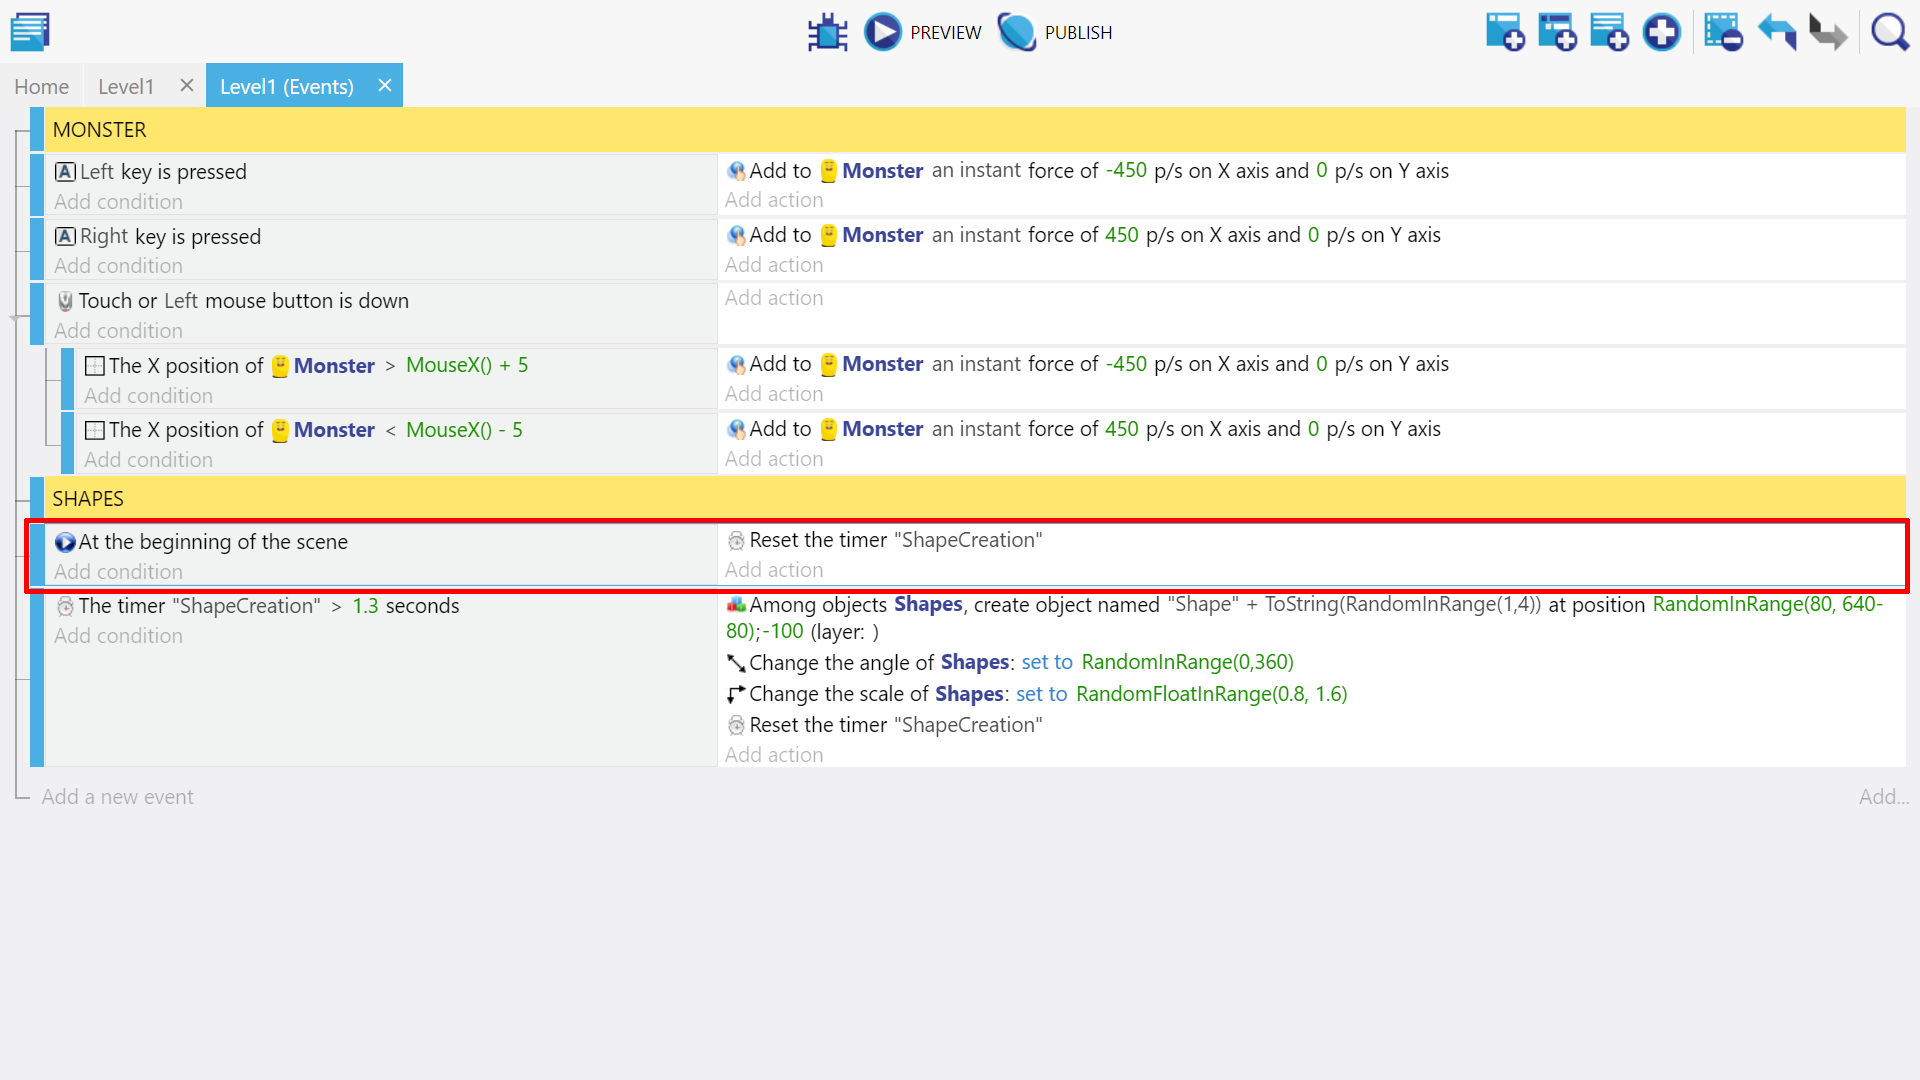 PREVIEW
PUBLISH
Home
Level1
Level1 (Events)
MONSTER
Left key is pressed
Add to Monster an instant force of -450 p/s on X axis and 0 p/s on Y axis
Add condition
Add action
Right key is pressed
Add to Monster an instant force of 450 p/s on X axis and 0 p/s on Y axis
Add condition
Add action
Touch or Left mouse button is down
Add action
Add condition
The X position of Monster > MouseX() + 5
Add to Monster an instant force of -450 p/s on X axis and 0 p/s on Y axis
Add condition
Add action
The X position of Monster < MouseX() - 5
Add to Monster an instant force of 450 p/s on X axis and 0 p/s on Y axis
Add condition
Add action
SHAPES
At the beginning of the scene
Reset the timer "ShapeCreation"
Add condition
Add action
The timer "ShapeCreation" > 1.3 seconds
Add condition
Among objects Shapes, create object named "Shape" + ToString(RandomInRange(1,4)) at position RandomInRange(80, 640-
80);-100 (layer: )
Change the angle of Shapes: set to RandomInRange(0,360)
Change the scale of Shapes: set to RandomFloatInRange(0.8, 1.6)
Reset the timer "ShapeCreation"
Add action
Add a new event
Add...